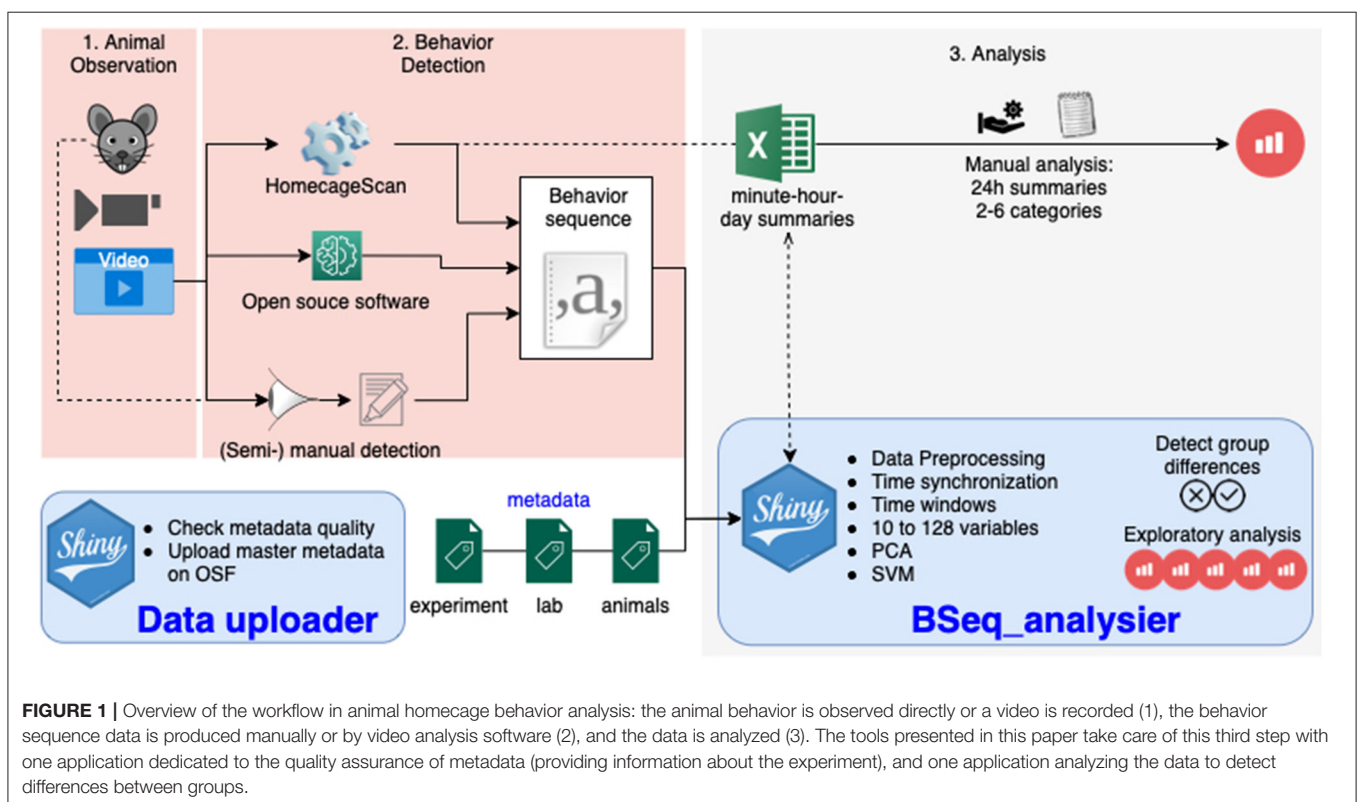 1. Animal
Observation
2. Behavior
Detection
3. Analysis
Video
HomecageScan
Open souce software
(Semi-) manual detection
Behavior
sequence
,a,
X
minute-hour-
day summaries
Manual analysis:
24h summaries
2-6 categories
Shiny
• Check metadata quality
• Upload master metadata
on OSF
Data uploader
metadata
experiment
lab
animals
Shiny
• Data Preprocessing
• Time synchronization
• Time windows
• 10 to 128 variables
• PCA
• SVM
Detect group
differences
Exploratory analysis
BSeq_analysier
FIGURE 1 | Overview of the workflow in animal homecage behavior analysis: the animal behavior is observed directly or a video is recorded (1), the behavior
sequence data is produced manually or by video analysis software (2), and the data is analyzed (3). The tools presented in this paper take care of this third step with
one application dedicated to the quality assurance of metadata (providing information about the experiment), and one application analyzing the data to detect
differences between groups.